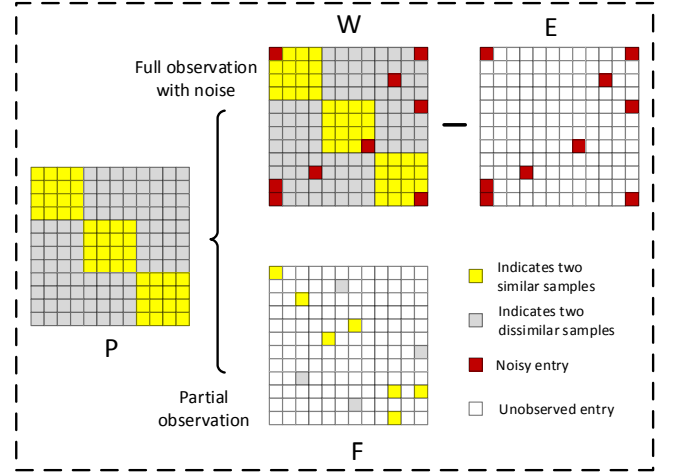 W
E
Full observation
with noise
P
Indicates two
similar samples
Indicates two
dissimilar samples
Noisy entry
Unobserved entry
Partial
observation
F